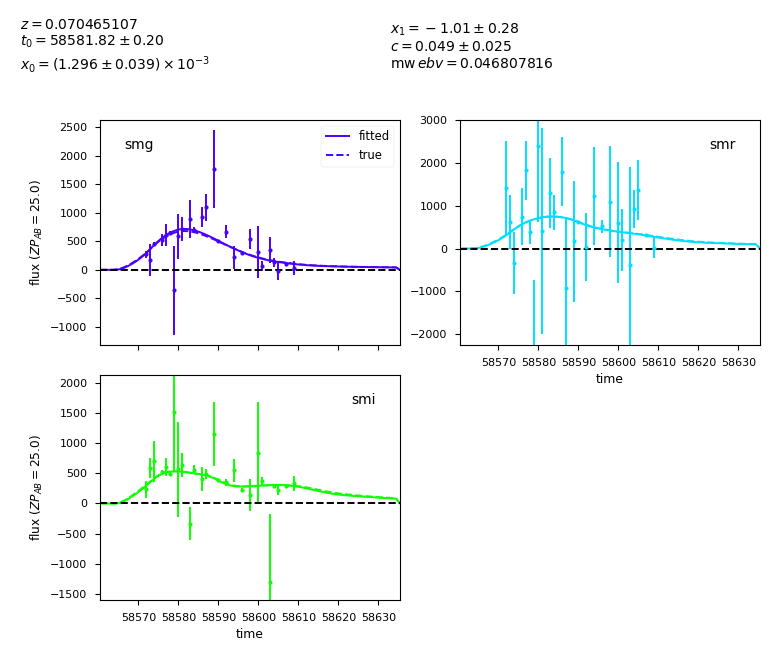 z = 0.070465107
t₀ = 58581.82 ± 0.20
x₀ = (1.296 ± 0.039) × 10⁻³
x₁ = −1.01 ± 0.28
c = 0.049 ± 0.025
mw ebv = 0.046807816
smg
fitted
true
2500
2000
1500
1000
500
0
−500
−1000
flux (ZP_AB = 25.0)
smr
3000
2000
1000
0
−1000
−2000
58570 58580 58590 58600 58610 58620 58630
time
smi
2000
1500
1000
500
0
−500
−1000
−1500
flux (ZP_AB = 25.0)
58570 58580 58590 58600 58610 58620 58630
time